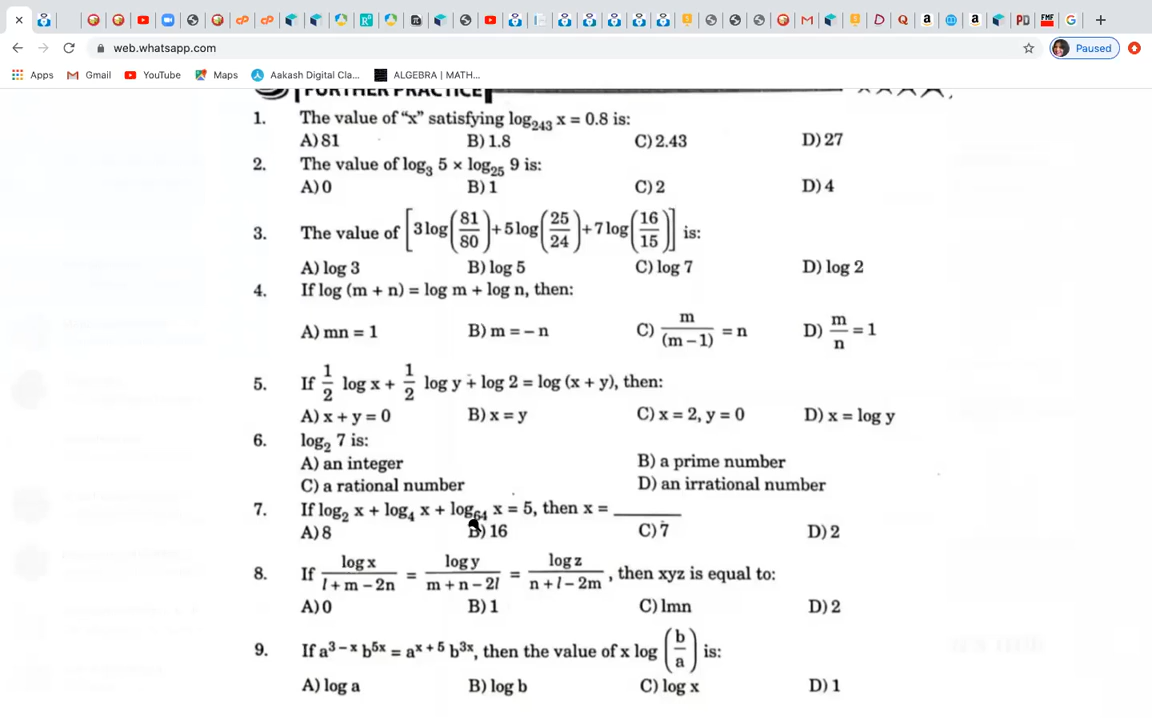 web.whatsapp.com
Paused
Apps Gmail YouTube Maps Aakash Digital Cla... ALGEBRA | MATH...
FURTHER PRACTICE
1. The value of "x" satisfying log₂₄₃ x = 0.8 is:
A) 81 B) 1.8 C) 2.43 D) 27
2. The value of log₃ 5 × log₂₅ 9 is:
A) 0 B) 1 C) 2 D) 4
3. The value of [3 log(81/80) + 5 log(25/24) + 7 log(16/15)] is:
A) log 3 B) log 5 C) log 7 D) log 2
4. If log (m + n) = log m + log n, then:
A) mn = 1 B) m = – n C) m/(m – 1) = n D) m/n = 1
5. If 1/2 log x + 1/2 log y + log 2 = log (x + y), then:
A) x + y = 0 B) x = y C) x = 2, y = 0 D) x = log y
6. log₂ 7 is:
A) an integer B) a prime number
C) a rational number D) an irrational number
7. If log₂ x + log₄ x + log₆₄ x = 5, then x = ________
A) 8 B) 16 C) 7 D) 2
8. If log x/(l + m – 2n) = log y/(m + n – 2l) = log z/(n + l – 2m), then xyz is equal to:
A) 0 B) 1 C) lmn D) 2
9. If a³⁻ˣ b⁵ˣ = aˣ⁺⁵ b³ˣ, then the value of x log (b/a) is:
A) log a B) log b C) log x D) 1